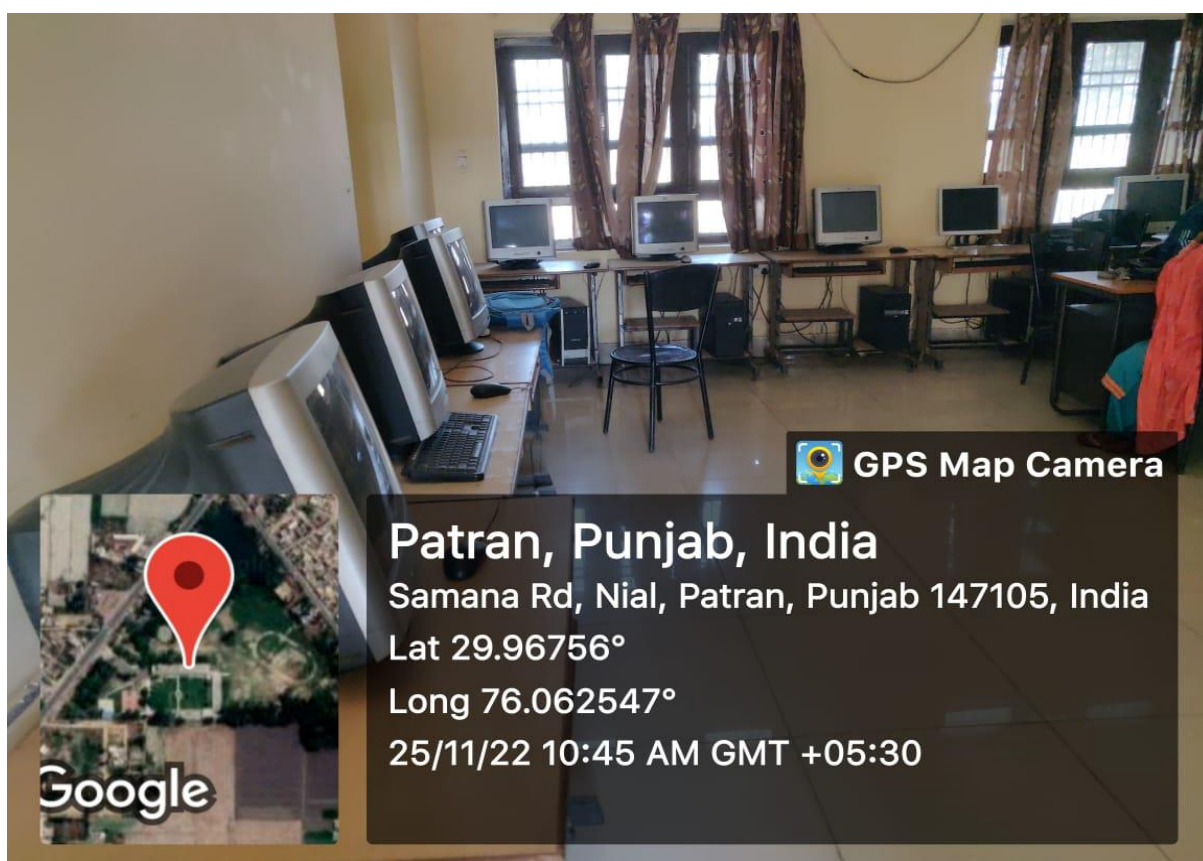 GPS Map Camera
Patran, Punjab, India
Samana Rd, Nial, Patran, Punjab 147105, India
Lat 29.96756°
Long 76.062547°
25/11/22 10:45 AM GMT +05:30
Google